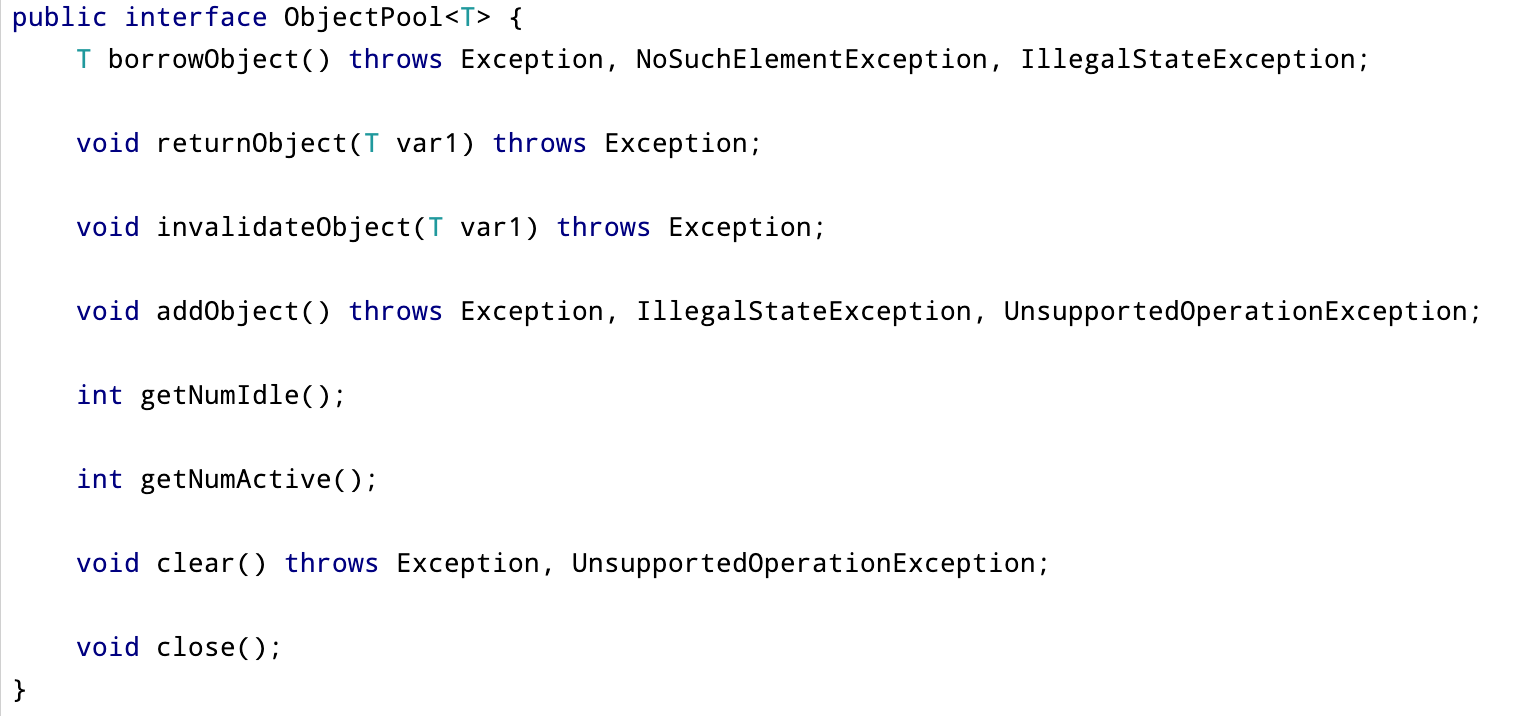 public interface ObjectPool<T> {
    T borrowObject() throws Exception, NoSuchElementException, IllegalStateException;
    void returnObject(T var1) throws Exception;
    void invalidateObject(T var1) throws Exception;
    void addObject() throws Exception, IllegalStateException, UnsupportedOperationException;
    int getNumIdle();
    int getNumActive();
    void clear() throws Exception, UnsupportedOperationException;
    void close();
}